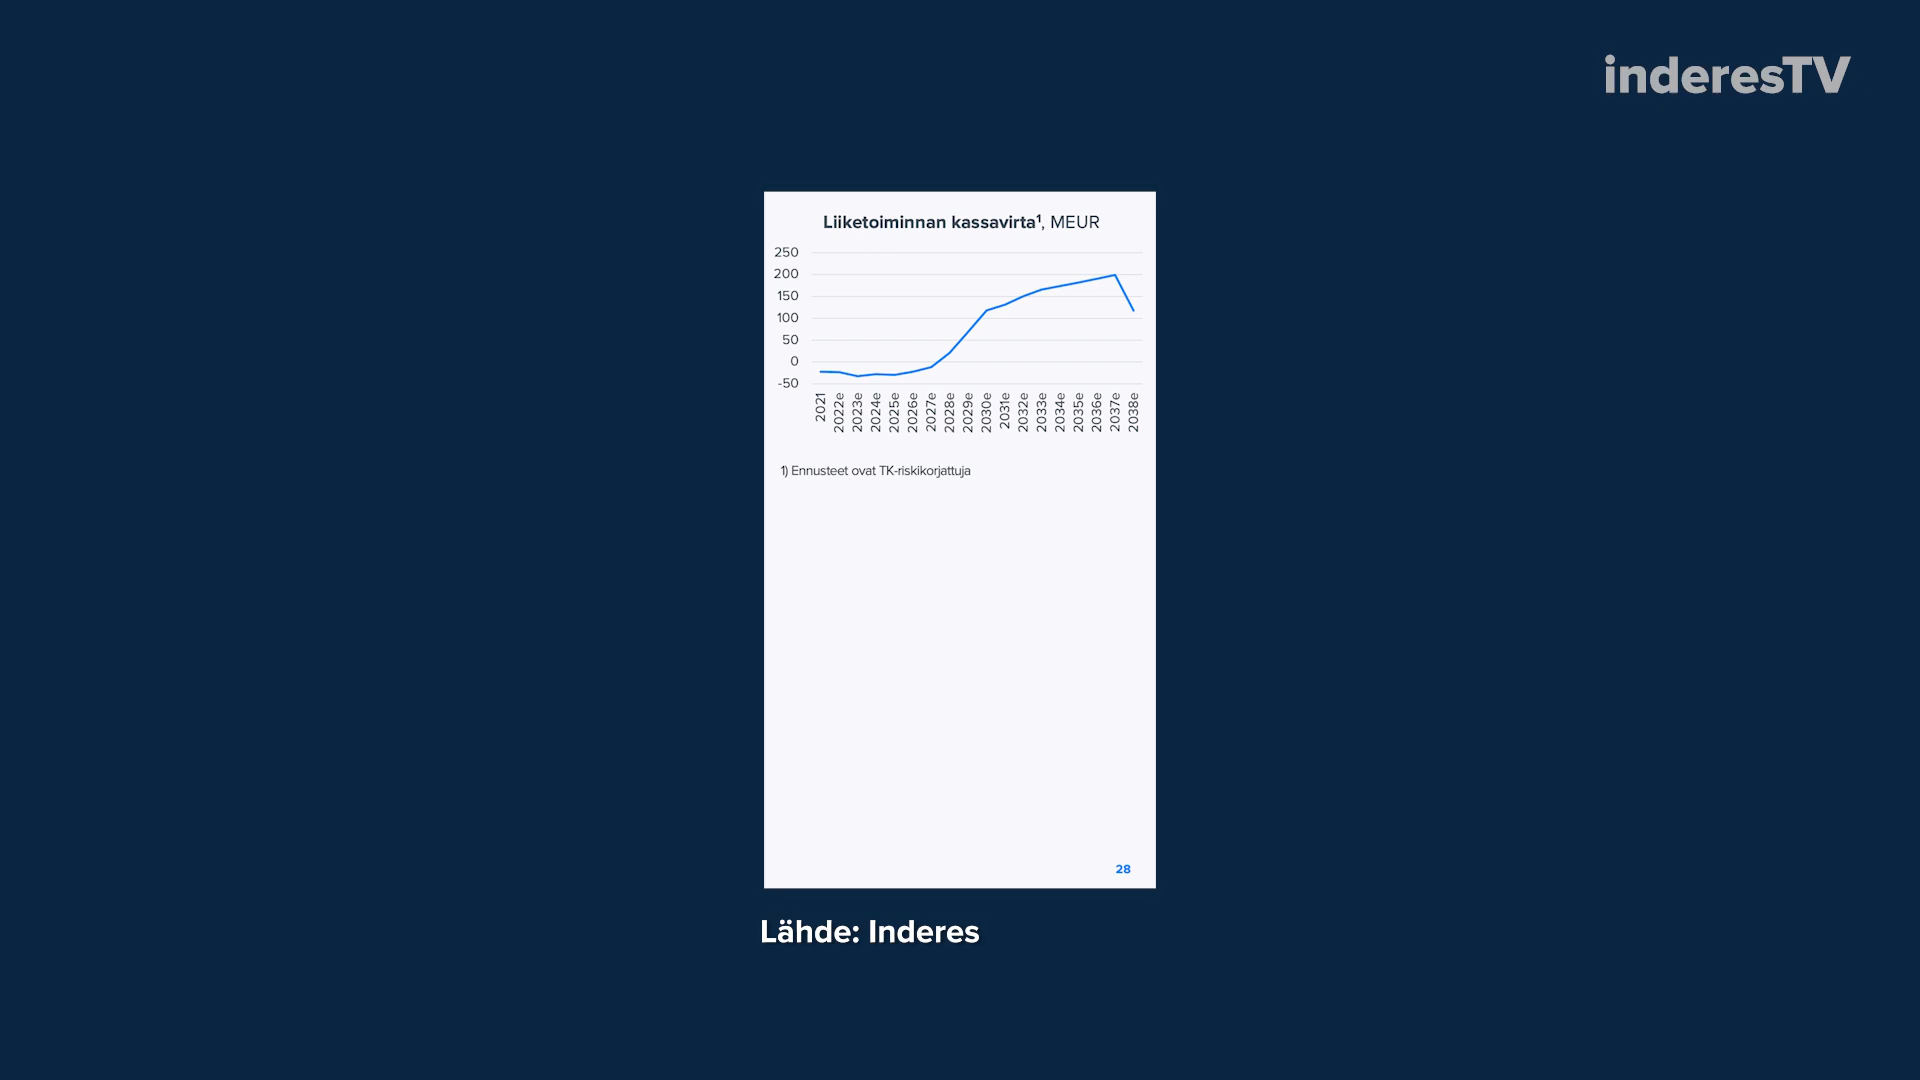 inderesTV
Liiketoiminnan kassavirta¹, MEUR
250
200
150
100
50
0
-50
2021
2022e
2023e
2024e
2025e
2026e
2027e
2028e
2029e
2030e
2031e
2032e
2033e
2034e
2035e
2036e
2037e
2038e
1) Ennusteet ovat TK-riskikorjattuja
28
Lähde: Inderes